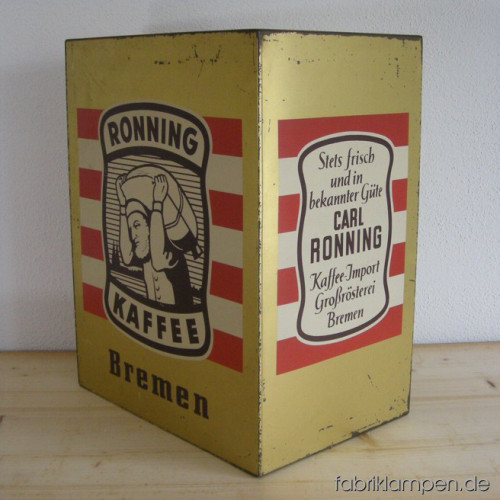 RONNING
KAFFEE
Bremen
Stets frisch
und in
bekannter Güte
CARL
RONNING
Kaffee-Import
Großrösterei
Bremen
fabriklampen.de